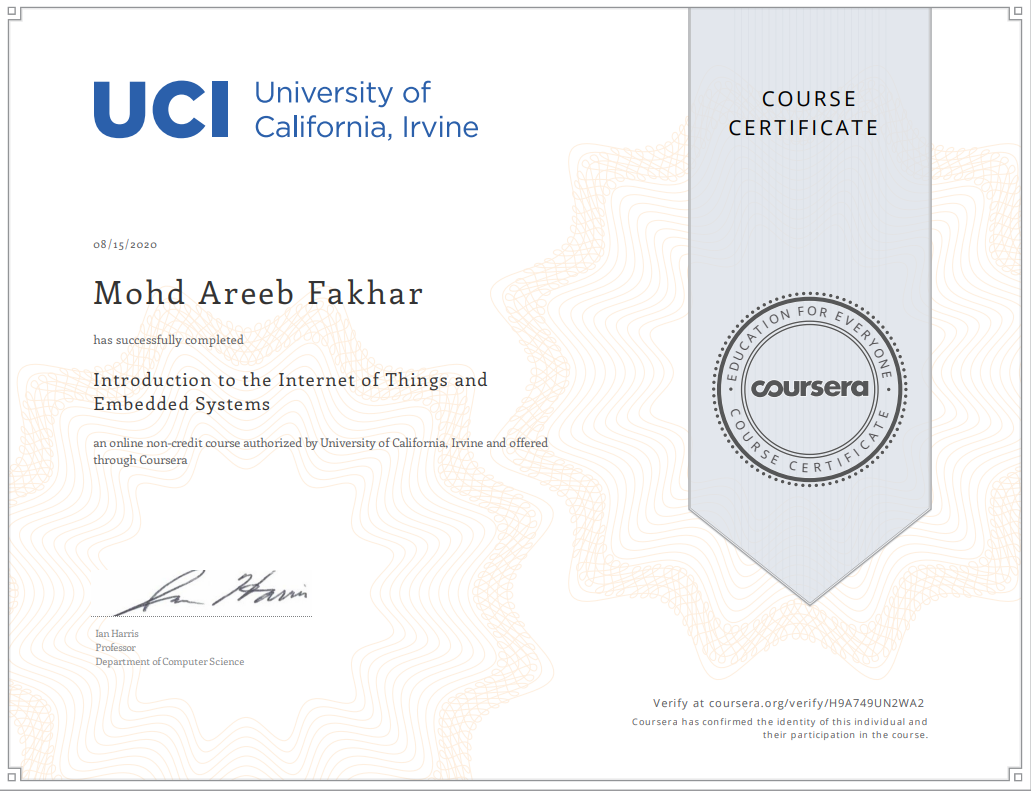 UCI
University of
California, Irvine
COURSE
CERTIFICATE
08/15/2020
Mohd Areeb Fakhar
has successfully completed
Introduction to the Internet of Things and
Embedded Systems
an online non-credit course authorized by University of California, Irvine and offered
through Coursera
EDUCATION FOR EVERYONE
coursera
COURSE CERTIFICATE
Ian Harris
Ian Harris
Professor
Department of Computer Science
Verify at coursera.org/verify/H9A749UN2WA2
Coursera has confirmed the identity of this individual and
their participation in the course.